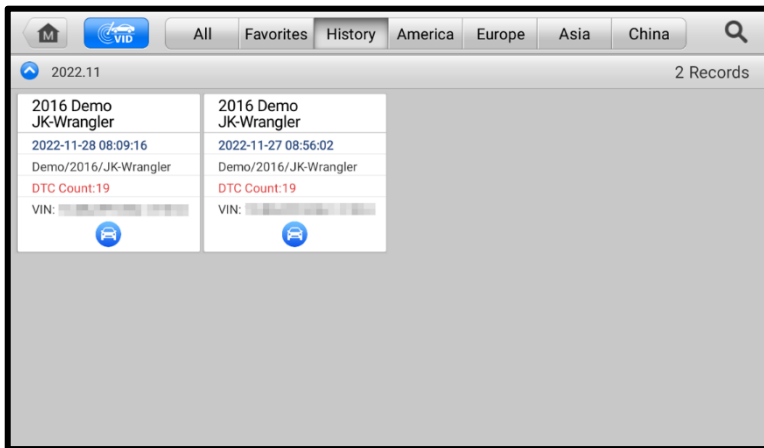 M VID All Favorites History America Europe Asia China
2022.11 2 Records
2016 Demo
JK-Wrangler
2022-11-28 08:09:16
Demo/2016/JK-Wrangler
DTC Count:19
VIN:
2016 Demo
JK-Wrangler
2022-11-27 08:56:02
Demo/2016/JK-Wrangler
DTC Count:19
VIN: